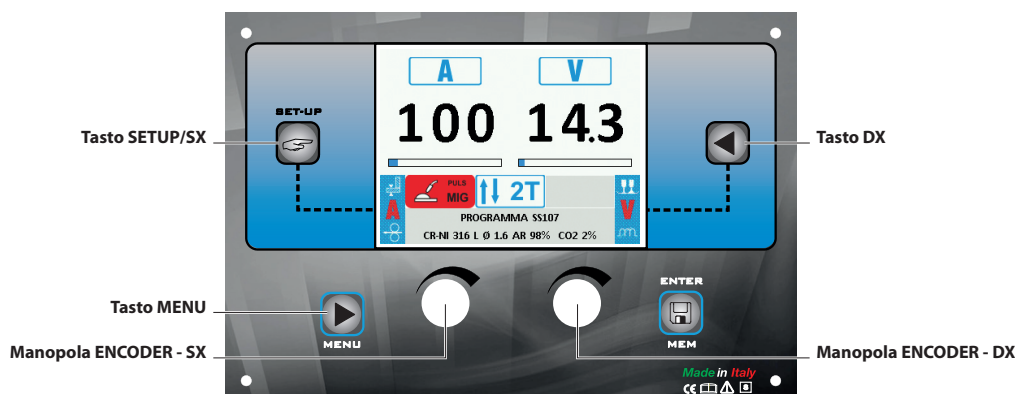 A V
SET-UP
100 14.3
Tasto SETUP/SX
Tasto DX
PULS
MIG
2T
A
V
PROGRAMMA SS107
CR-NI 316 L Ø 1.6 AR 98% CO2 2%
ENTER
Tasto MENU
MENU
MEM
Manopola ENCODER - SX
Manopola ENCODER - DX
Made in Italy
CE